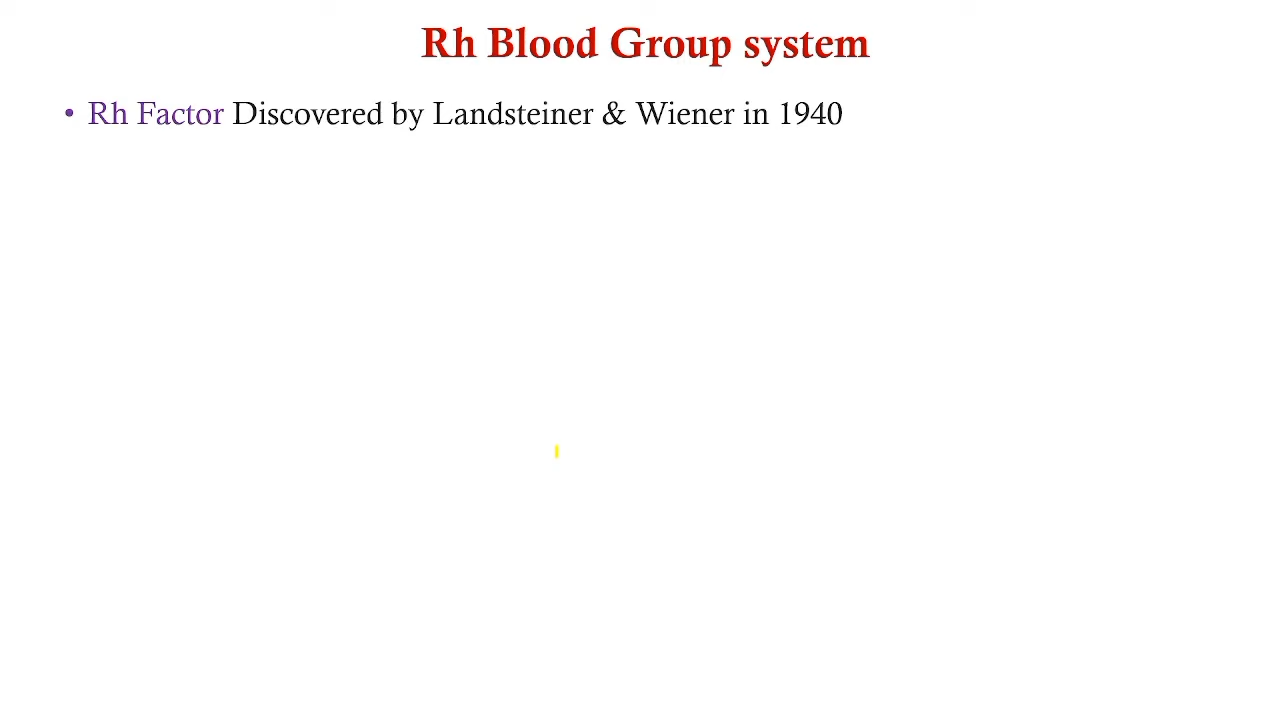 Rh Blood Group system
• Rh Factor Discovered by Landsteiner & Wiener in 1940